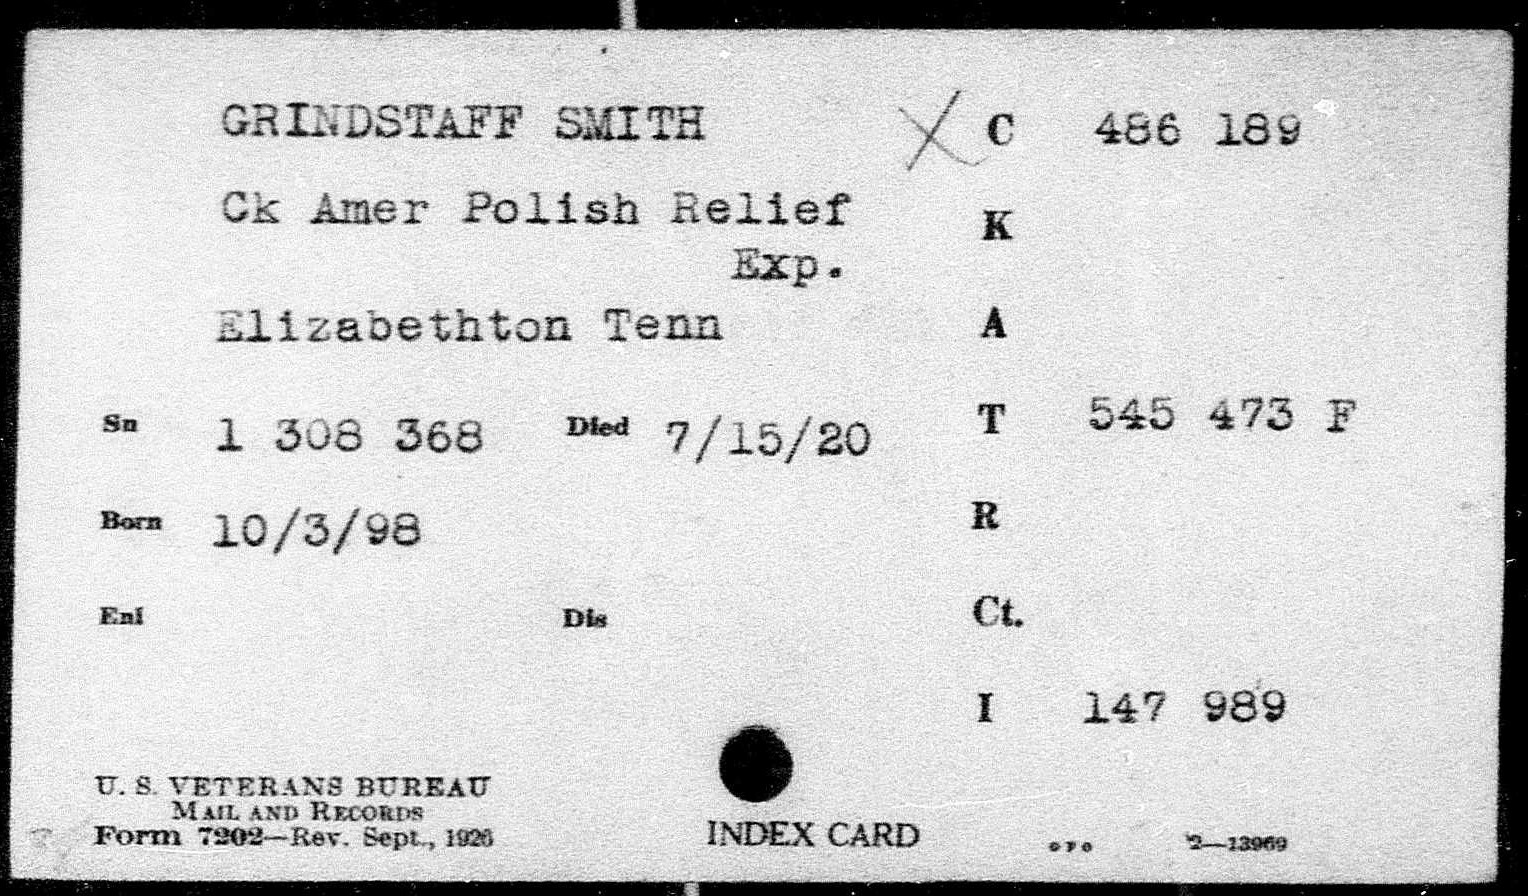 GRINDSTAFF SMITH C 486 189
Ck Amer Polish Relief K
Exp.
Elizabethton Tenn A
Sn 1 308 368 Died 7/15/20 T 545 473 F
Born 10/3/98 R
Enl Dis Ct.
I 147 989
U. S. VETERANS BUREAU
MAIL AND RECORDS
Form 7202—Rev. Sept., 1926 INDEX CARD GPO 2—13969